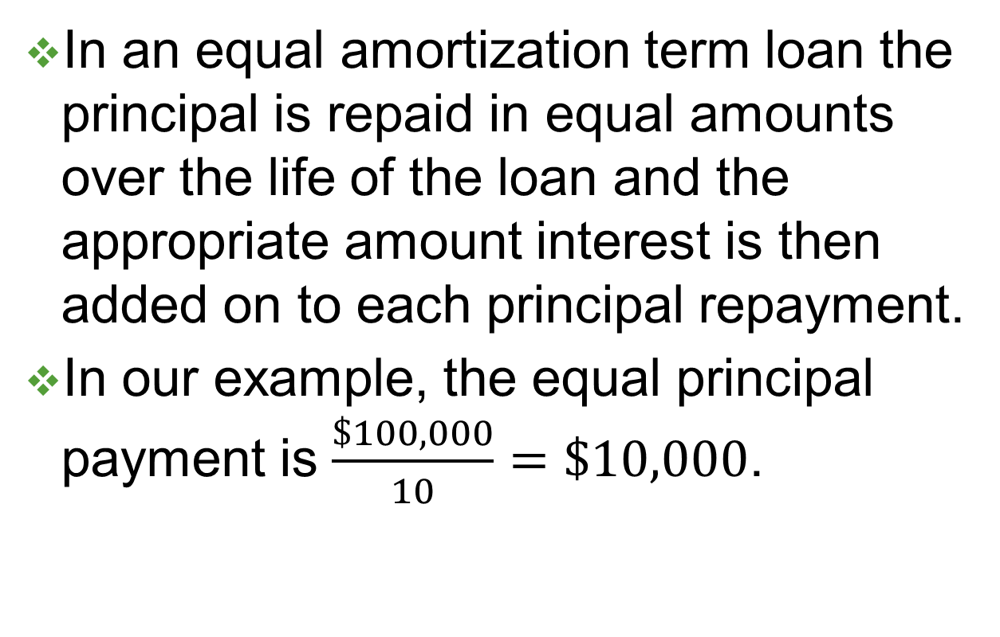 ❖In an equal amortization term loan the
principal is repaid in equal amounts
over the life of the loan and the
appropriate amount interest is then
added on to each principal repayment.
❖In our example, the equal principal
payment is $100,000/10 = $10,000.